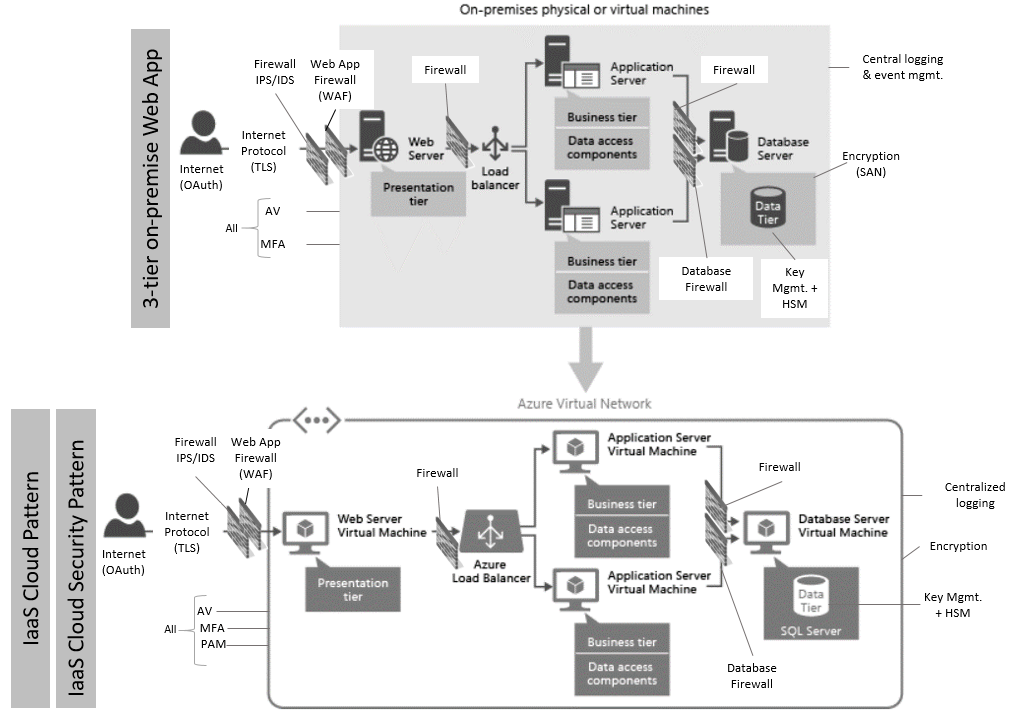 On-premises physical or virtual machines
3-tier on-premise Web App
Firewall
IPS/IDS
Web App
Firewall
(WAF)
Firewall
Application
Server
Firewall
Central logging
& event mgmt.
Business tier
Data access
components
Internet
Protocol
(TLS)
Internet
(OAuth)
Web
Server
Load
balancer
Database
Server
Encryption
(SAN)
Presentation
tier
Data
Tier
All
AV
MFA
Application
Server
Business tier
Data access
components
Database
Firewall
Key
Mgmt. +
HSM
Azure Virtual Network
IaaS Cloud Pattern
IaaS Cloud Security Pattern
Firewall
IPS/IDS
Web App
Firewall
(WAF)
Firewall
Application Server
Virtual Machine
Firewall
Centralized
logging
Business tier
Data access
components
Internet
Protocol
(TLS)
Internet
(OAuth)
Web Server
Virtual Machine
Azure
Load Balancer
Database Server
Virtual Machine
Encryption
Presentation
tier
Application Server
Virtual Machine
Data
Tier
SQL Server
Key Mgmt.
+ HSM
All
AV
MFA
PAM
Business tier
Data access
components
Database
Firewall